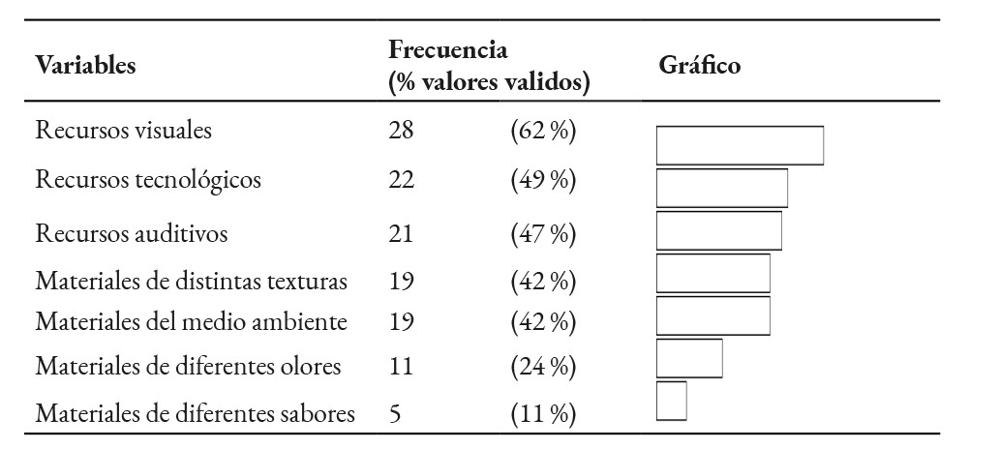 Variables Frecuencia (% valores validos) Gráfico
Recursos visuales 28 (62 %)
Recursos tecnológicos 22 (49 %)
Recursos auditivos 21 (47 %)
Materiales de distintas texturas 19 (42 %)
Materiales del medio ambiente 19 (42 %)
Materiales de diferentes olores 11 (24 %)
Materiales de diferentes sabores 5 (11 %)